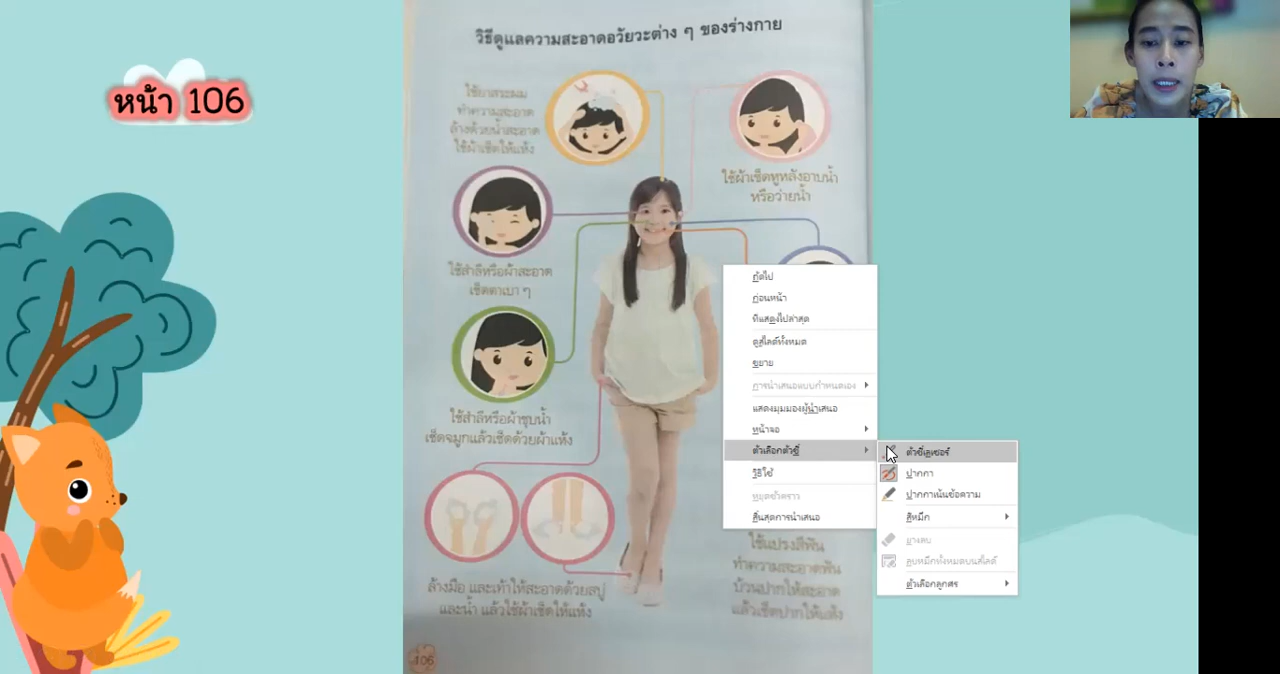 วิธีดูแลความสะอาดอวัยวะต่าง ๆ ของร่างกาย
หน้า 106
ใช้ยาสระผม
ทำความสะอาด
ล้างด้วยน้ำสะอาด
ใช้ผ้าเช็ดให้แห้ง
ใช้ผ้าเช็ดหูหลังอาบน้ำ
หรือว่ายน้ำ
ใช้สำลีหรือผ้าสะอาด
เช็ดตาเบา ๆ
ใช้สำลีหรือผ้าชุบน้ำ
เช็ดจมูกแล้วเช็ดด้วยผ้าแห้ง
ล้างมือ และเท้าให้สะอาดด้วยสบู่
และน้ำ แล้วใช้ผ้าเช็ดให้แห้ง
ใช้แปรงสีฟัน
ทำความสะอาดฟัน
บ้วนปากให้สะอาด
แล้วเช็ดปากให้แห้ง
106
ถัดไป
ก่อนหน้า
ที่แสดงไปล่าสุด
ดูสไลด์ทั้งหมด
ขยาย
การนำเสนอแบบกำหนดเอง
แสดงมุมมองผู้นำเสนอ
หน้าจอ
ตัวเลือกตัวชี้
วิธีใช้
หยุดชั่วคราว
สิ้นสุดการนำเสนอ
ตัวชี้เลเซอร์
ปากกา
ปากกาเน้นข้อความ
สีหมึก
ยางลบ
ลบหมึกทั้งหมดบนสไลด์
ตัวเลือกลูกศร